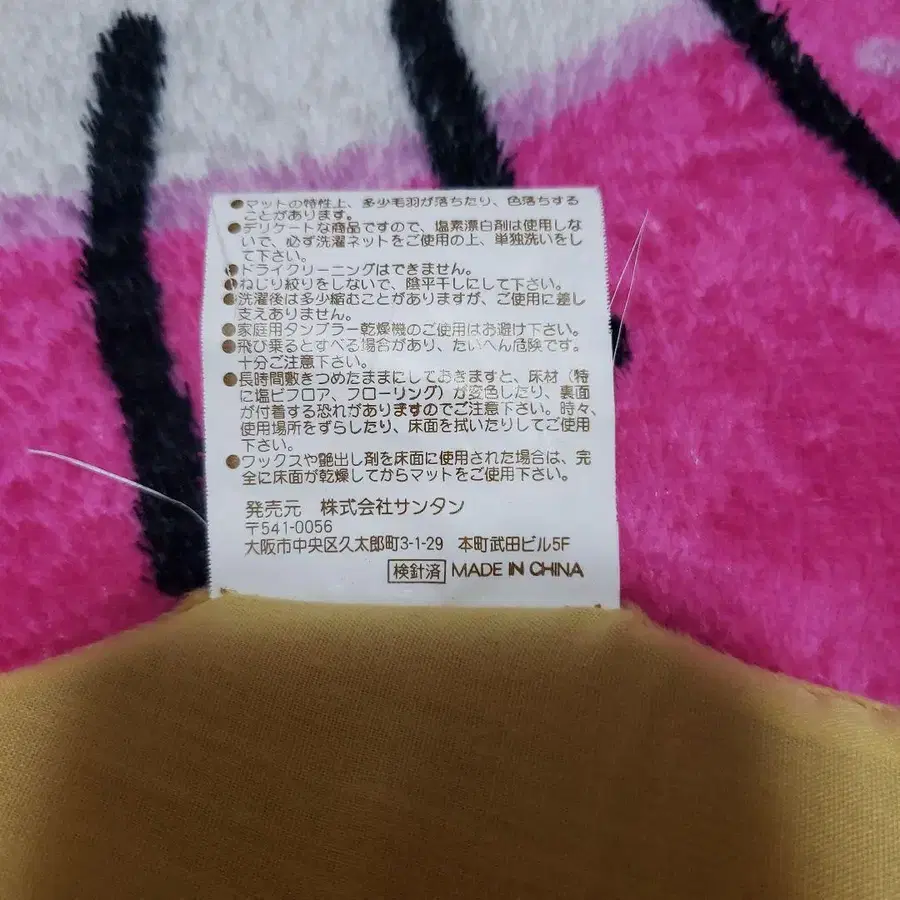 ●マットの特性上、多少毛羽が落ちたり、色落ちする
ことがあります。
●デリケートな商品ですので、塩素漂白剤は使用しな
いで、必ず洗濯ネットをご使用の上、単独洗いをし
て下さい。
●ドライクリーニングはできません。
●ねじり絞りをしないで、陰平干しにして下さい。
●洗濯後は多少縮むことがありますが、ご使用に差し
支えありません。
●家庭用タンブラー乾燥機のご使用はお避け下さい。
●飛び乗るとすべる場合があり、たいへん危険です。
十分ご注意下さい。
●長時間敷きつめたままにしておきますと、床材（特
に塩ビフロア、フローリング）が変色したり、裏面
が付着する恐れがありますのでご注意下さい。時々、
使用場所をずらしたり、床面を拭いたりしてご使用
下さい。
●ワックスや艶出し剤を床面に使用された場合は、完
全に床面が乾燥してからマットをご使用下さい。
発売元 株式会社サンタン
〒541-0056
大阪市中央区久太郎町3-1-29 本町武田ビル5F
検針済 MADE IN CHINA